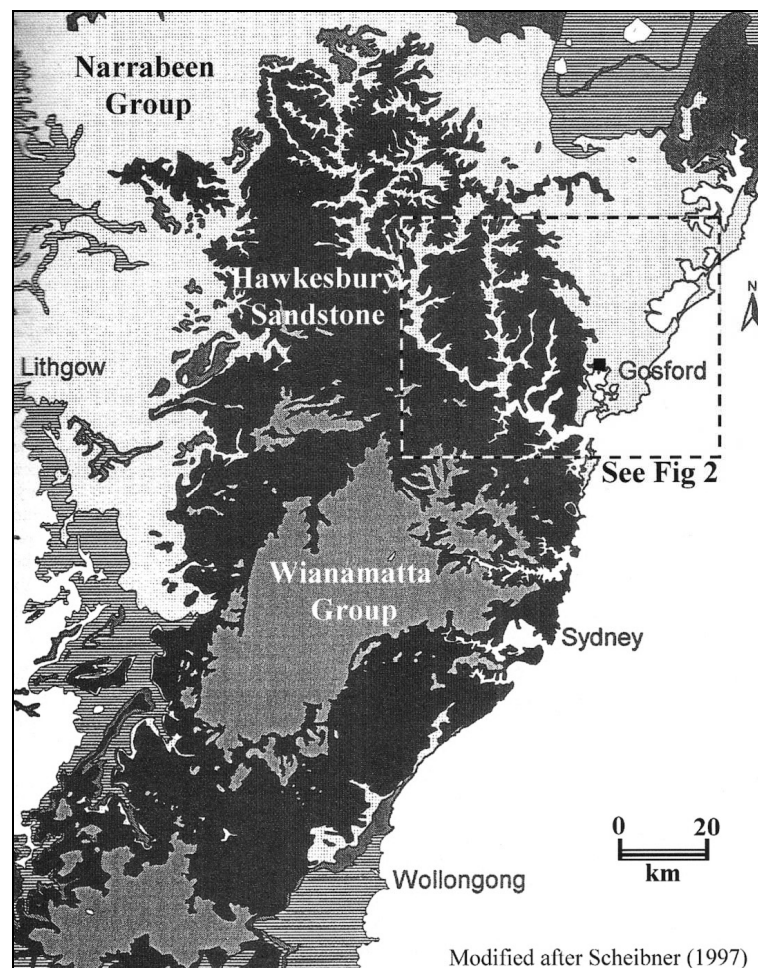 Narrabeen
Group
Hawkesbury
Sandstone
N
Lithgow
Gosford
See Fig 2
Wianamatta
Group
Sydney
0 20
km
Wollongong
Modified after Scheibner (1997)